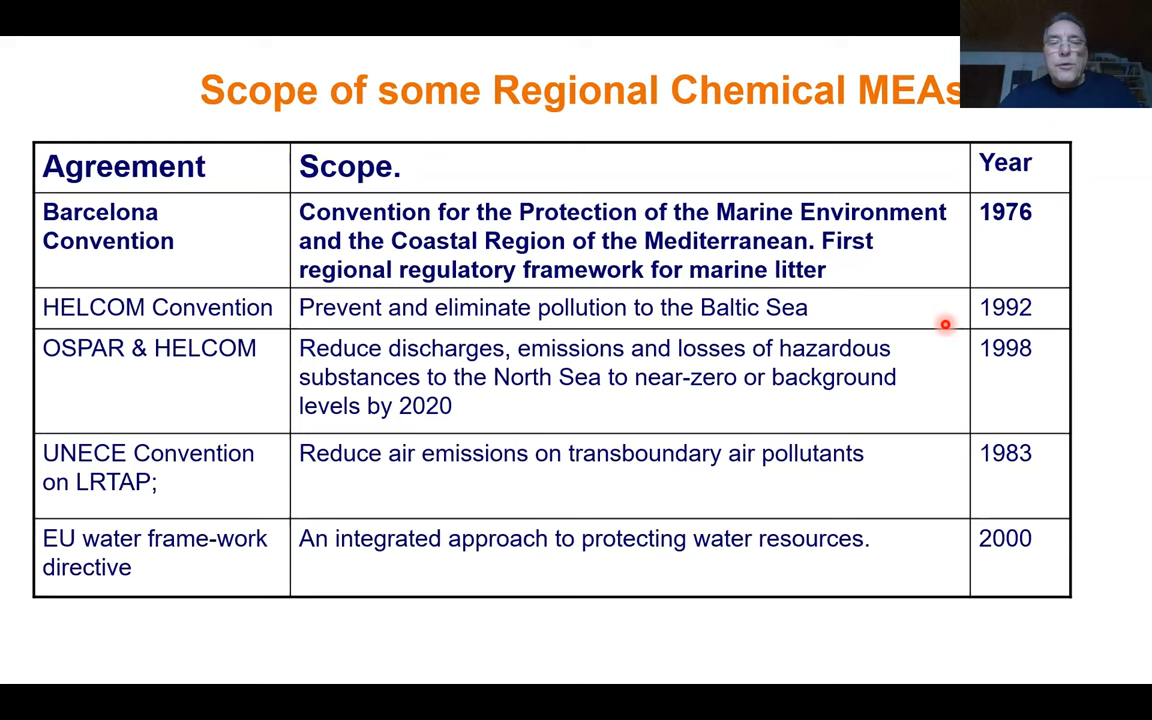 Scope of some Regional Chemical MEAs
Agreement
Scope.
Year
Barcelona
Convention
Convention for the Protection of the Marine Environment
and the Coastal Region of the Mediterranean. First
regional regulatory framework for marine litter
1976
HELCOM Convention
Prevent and eliminate pollution to the Baltic Sea
1992
OSPAR & HELCOM
Reduce discharges, emissions and losses of hazardous
substances to the North Sea to near-zero or background
levels by 2020
1998
UNECE Convention
on LRTAP;
Reduce air emissions on transboundary air pollutants
1983
EU water frame-work
directive
An integrated approach to protecting water resources.
2000